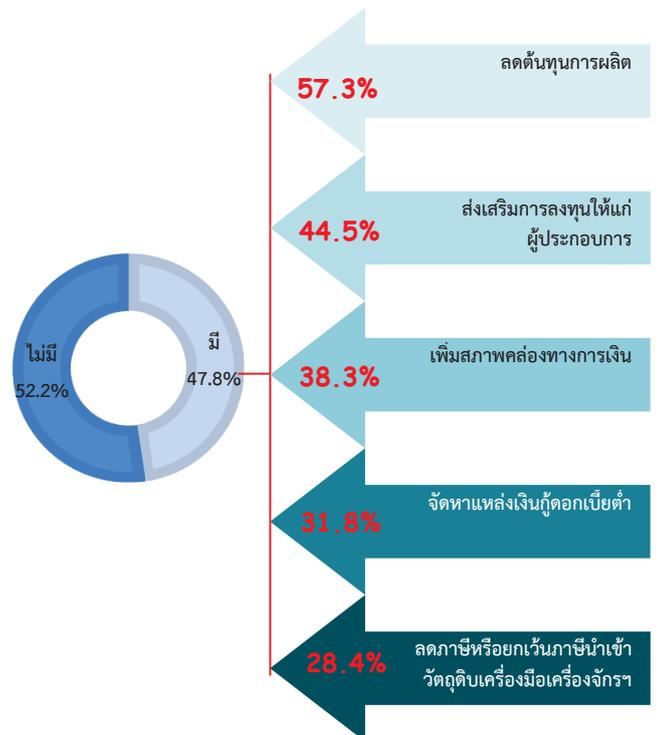 ไม่มี
52.2%
มี
47.8%
57.3%
ลดต้นทุนการผลิต
44.5%
ส่งเสริมการลงทุนให้แก่
ผู้ประกอบการ
38.3%
เพิ่มสภาพคล่องทางการเงิน
31.8%
จัดหาแหล่งเงินกู้ดอกเบี้ยต่ำ
28.4%
ลดภาษีหรือยกเว้นภาษีนำเข้า
วัตถุดิบเครื่องมือเครื่องจักรฯ